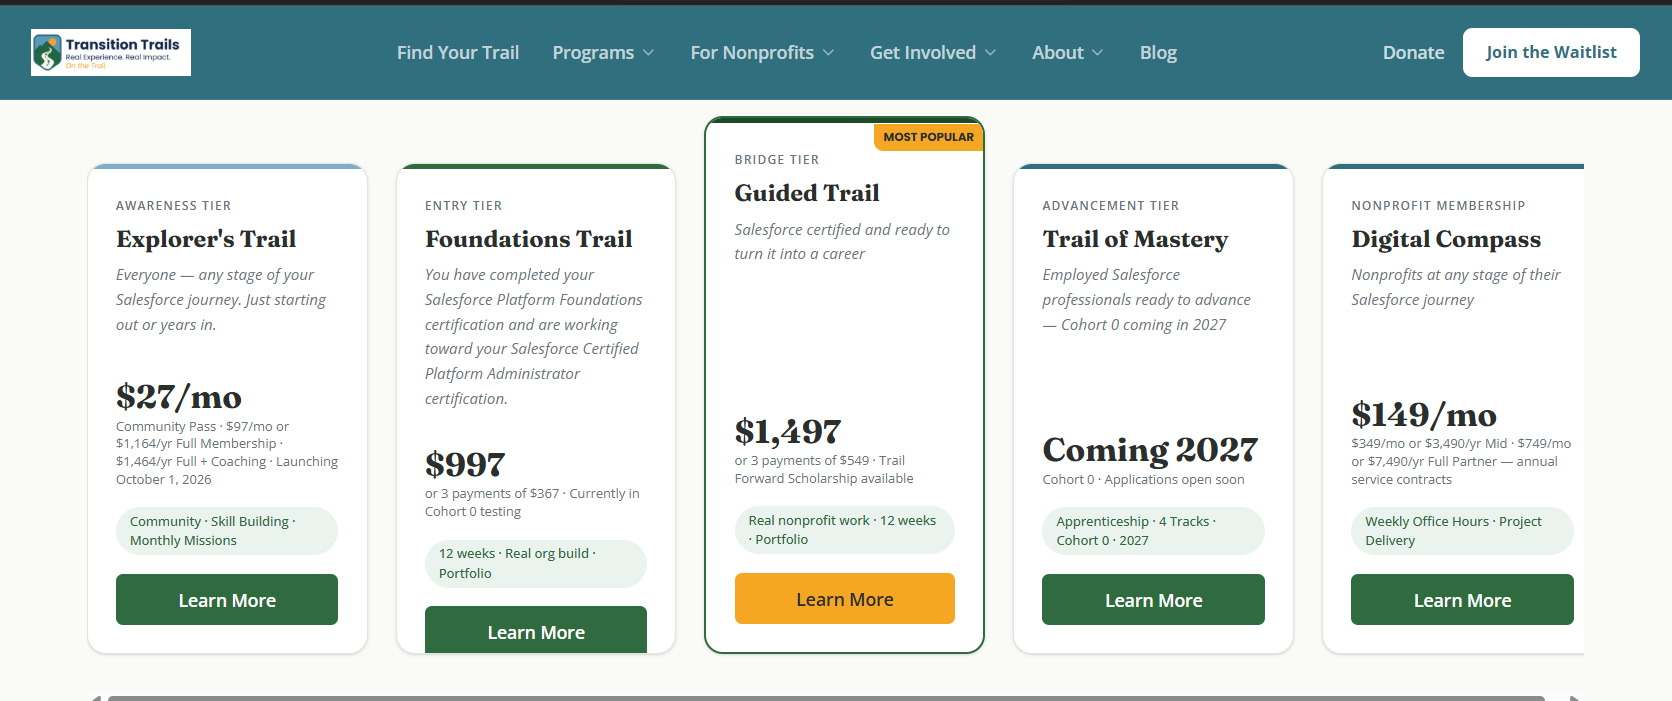 Transition Trails
Real Experience. Real Impact.
On the Trail
Find Your Trail
Programs
For Nonprofits
Get Involved
About
Blog
Donate
Join the Waitlist
AWARENESS TIER
Explorer's Trail
Everyone — any stage of your
Salesforce journey. Just starting
out or years in.
$27/mo
Community Pass · $97/mo or
$1,164/yr Full Membership ·
$1,464/yr Full + Coaching · Launching
October 1, 2026
Community · Skill Building ·
Monthly Missions
Learn More
ENTRY TIER
Foundations Trail
You have completed your
Salesforce Platform Foundations
certification and are working
toward your Salesforce Certified
Platform Administrator
certification.
$997
or 3 payments of $367 · Currently in
Cohort 0 testing
12 weeks · Real org build ·
Portfolio
Learn More
MOST POPULAR
BRIDGE TIER
Guided Trail
Salesforce certified and ready to
turn it into a career
$1,497
or 3 payments of $549 · Trail
Forward Scholarship available
Real nonprofit work · 12 weeks
· Portfolio
Learn More
ADVANCEMENT TIER
Trail of Mastery
Employed Salesforce
professionals ready to advance
— Cohort 0 coming in 2027
Coming 2027
Cohort 0 · Applications open soon
Apprenticeship · 4 Tracks ·
Cohort 0 · 2027
Learn More
NONPROFIT MEMBERSHIP
Digital Compass
Nonprofits at any stage of their
Salesforce journey
$149/mo
$349/mo or $3,490/yr Mid · $749/mo
or $7,490/yr Full Partner — annual
service contracts
Weekly Office Hours · Project
Delivery
Learn More